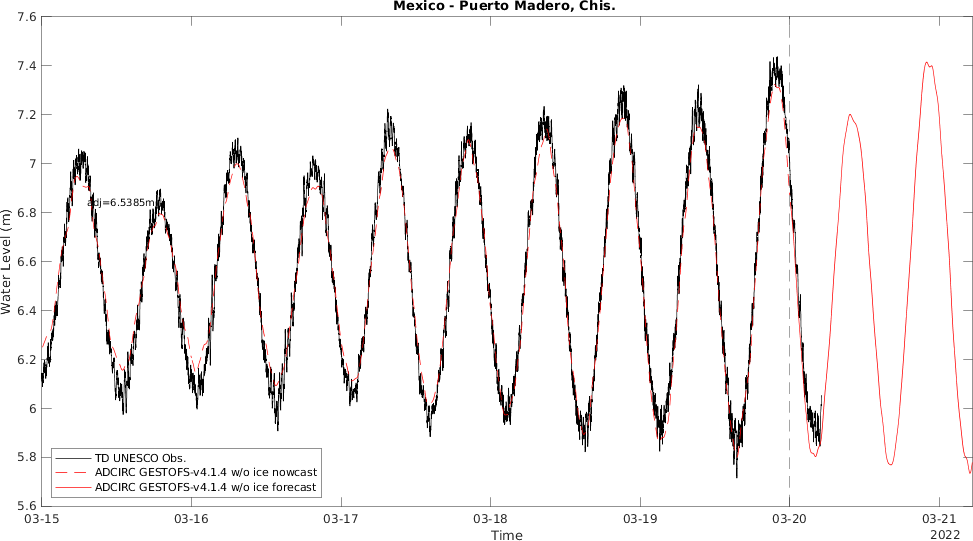 Mexico - Puerto Madero, Chis.
7.6
7.4
7.2
7
6.8
6.6
6.4
6.2
6
5.8
5.6
Water Level (m)
adj=6.5385m
TD UNESCO Obs.
ADCIRC GESTOFS-v4.1.4 w/o ice nowcast
ADCIRC GESTOFS-v4.1.4 w/o ice forecast
03-15 03-16 03-17 03-18 03-19 03-20 03-21
Time
2022